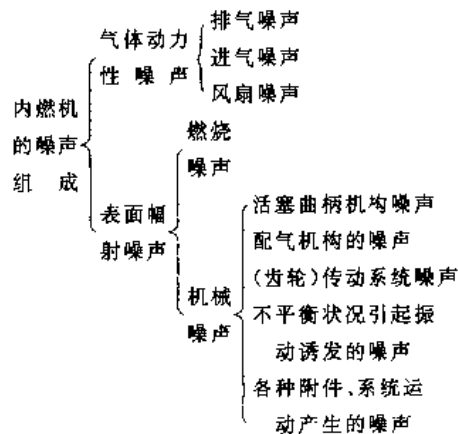 内燃机
的噪声
组成
气体动力
性噪声
排气噪声
进气噪声
风扇噪声
表面幅
射噪声
燃烧
噪声
机械
噪声
活塞曲柄机构噪声
配气机构的噪声
(齿轮)传动系统噪声
不平衡状况引起振
动诱发的噪声
各种附件、系统运
动产生的噪声